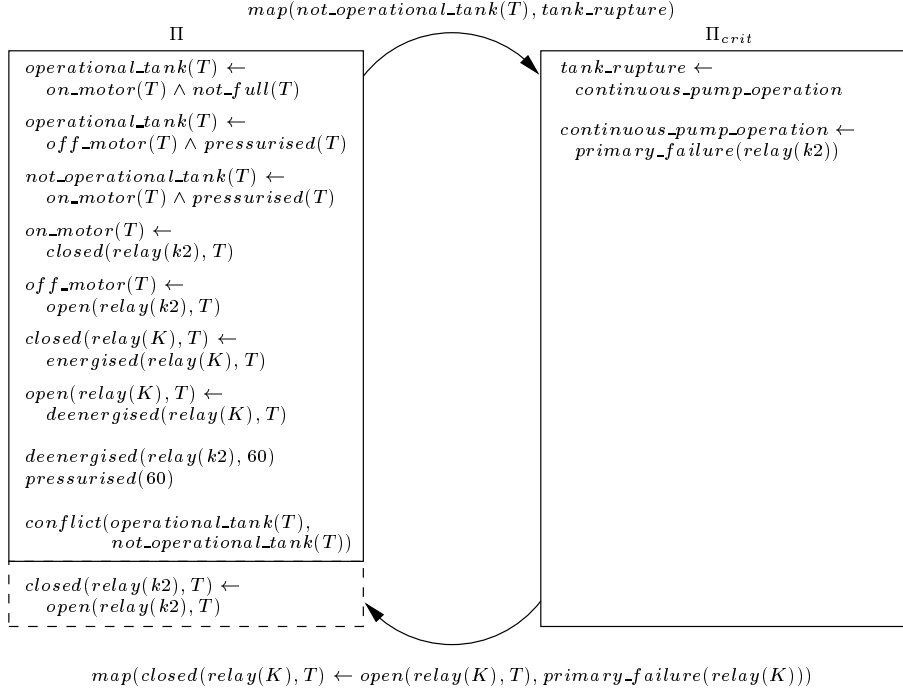 map(not_operational_tank(T), tank_rupture)
Π
operational_tank(T) ←
on_motor(T) ∧ not_full(T)
operational_tank(T) ←
off_motor(T) ∧ pressurised(T)
not_operational_tank(T) ←
on_motor(T) ∧ pressurised(T)
on_motor(T) ←
closed(relay(k2), T)
off_motor(T) ←
open(relay(k2), T)
closed(relay(K), T) ←
energised(relay(K), T)
open(relay(K), T) ←
deenergised(relay(K), T)
deenergised(relay(k2), 60)
pressurised(60)
conflict(operational_tank(T),
not_operational_tank(T))
closed(relay(k2), T) ←
open(relay(k2), T)
Π_crit
tank_rupture ←
continuous_pump_operation
continuous_pump_operation ←
primary_failure(relay(k2))
map(closed(relay(K), T) ← open(relay(K), T), primary_failure(relay(K)))